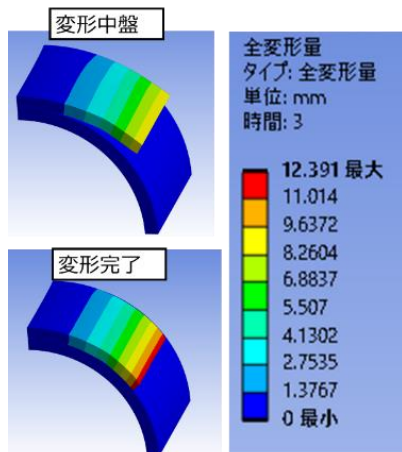 変形中盤
変形完了
全変形量
タイプ: 全変形量
単位: mm
時間: 3
12.391 最大
11.014
9.6372
8.2604
6.8837
5.507
4.1302
2.7535
1.3767
0 最小